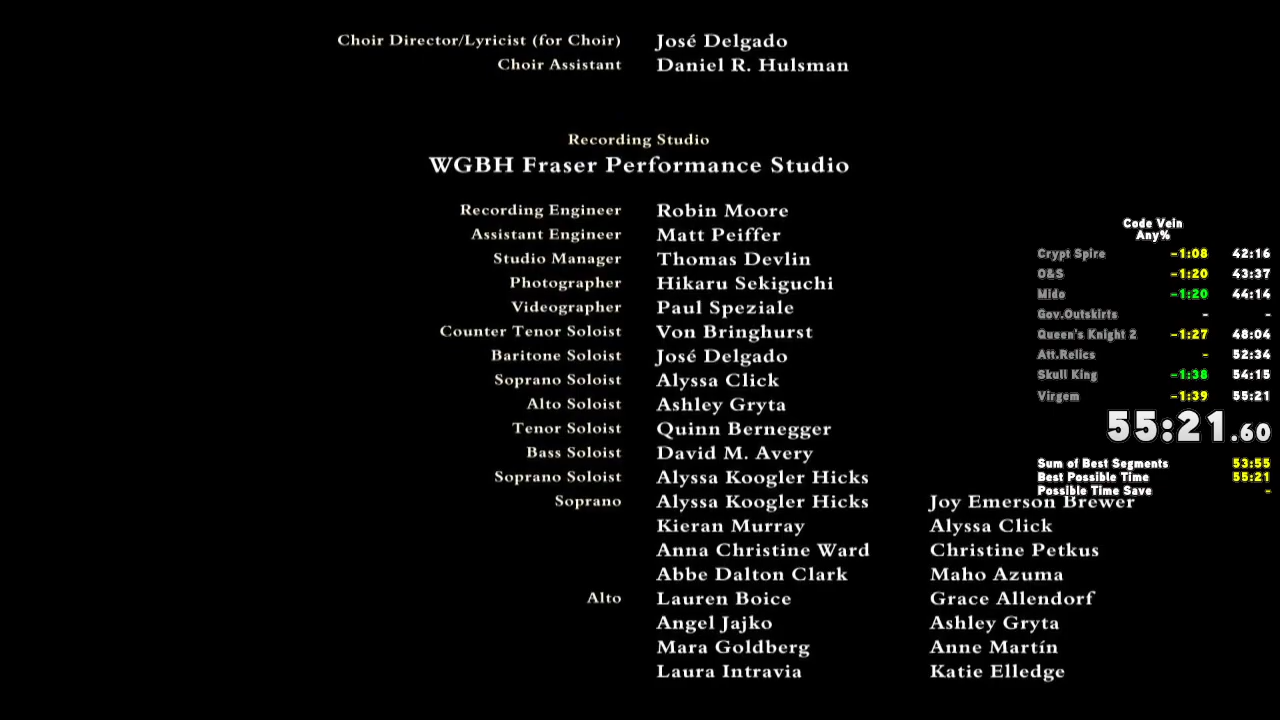 Choir Director/Lyricist (for Choir) José Delgado
Choir Assistant Daniel R. Hulsman
Recording Studio
WGBH Fraser Performance Studio
Recording Engineer Robin Moore
Assistant Engineer Matt Peiffer
Studio Manager Thomas Devlin
Photographer Hikaru Sekiguchi
Videographer Paul Speziale
Counter Tenor Soloist Von Bringhurst
Baritone Soloist José Delgado
Soprano Soloist Alyssa Click
Alto Soloist Ashley Gryta
Tenor Soloist Quinn Bernegger
Bass Soloist David M. Avery
Soprano Soloist Alyssa Koogler Hicks
Soprano Alyssa Koogler Hicks Joy Emerson Brewer
Kieran Murray Alyssa Click
Anna Christine Ward Christine Petkus
Abbe Dalton Clark Maho Azuma
Alto Lauren Boice Grace Allendorf
Angel Jajko Ashley Gryta
Mara Goldberg Anne Martín
Laura Intravia Katie Elledge
Code Vein
Any%
Crypt Spire -1:08 42:16
O&S -1:20 43:37
Mido -1:20 44:14
Gov.Outskirts - -
Queen's Knight 2 -1:27 48:04
Att.Relics - 52:34
Skull King -1:38 54:15
Virgem -1:39 55:21
55:21.60
Sum of Best Segments 53:55
Best Possible Time 55:21
Possible Time Save -